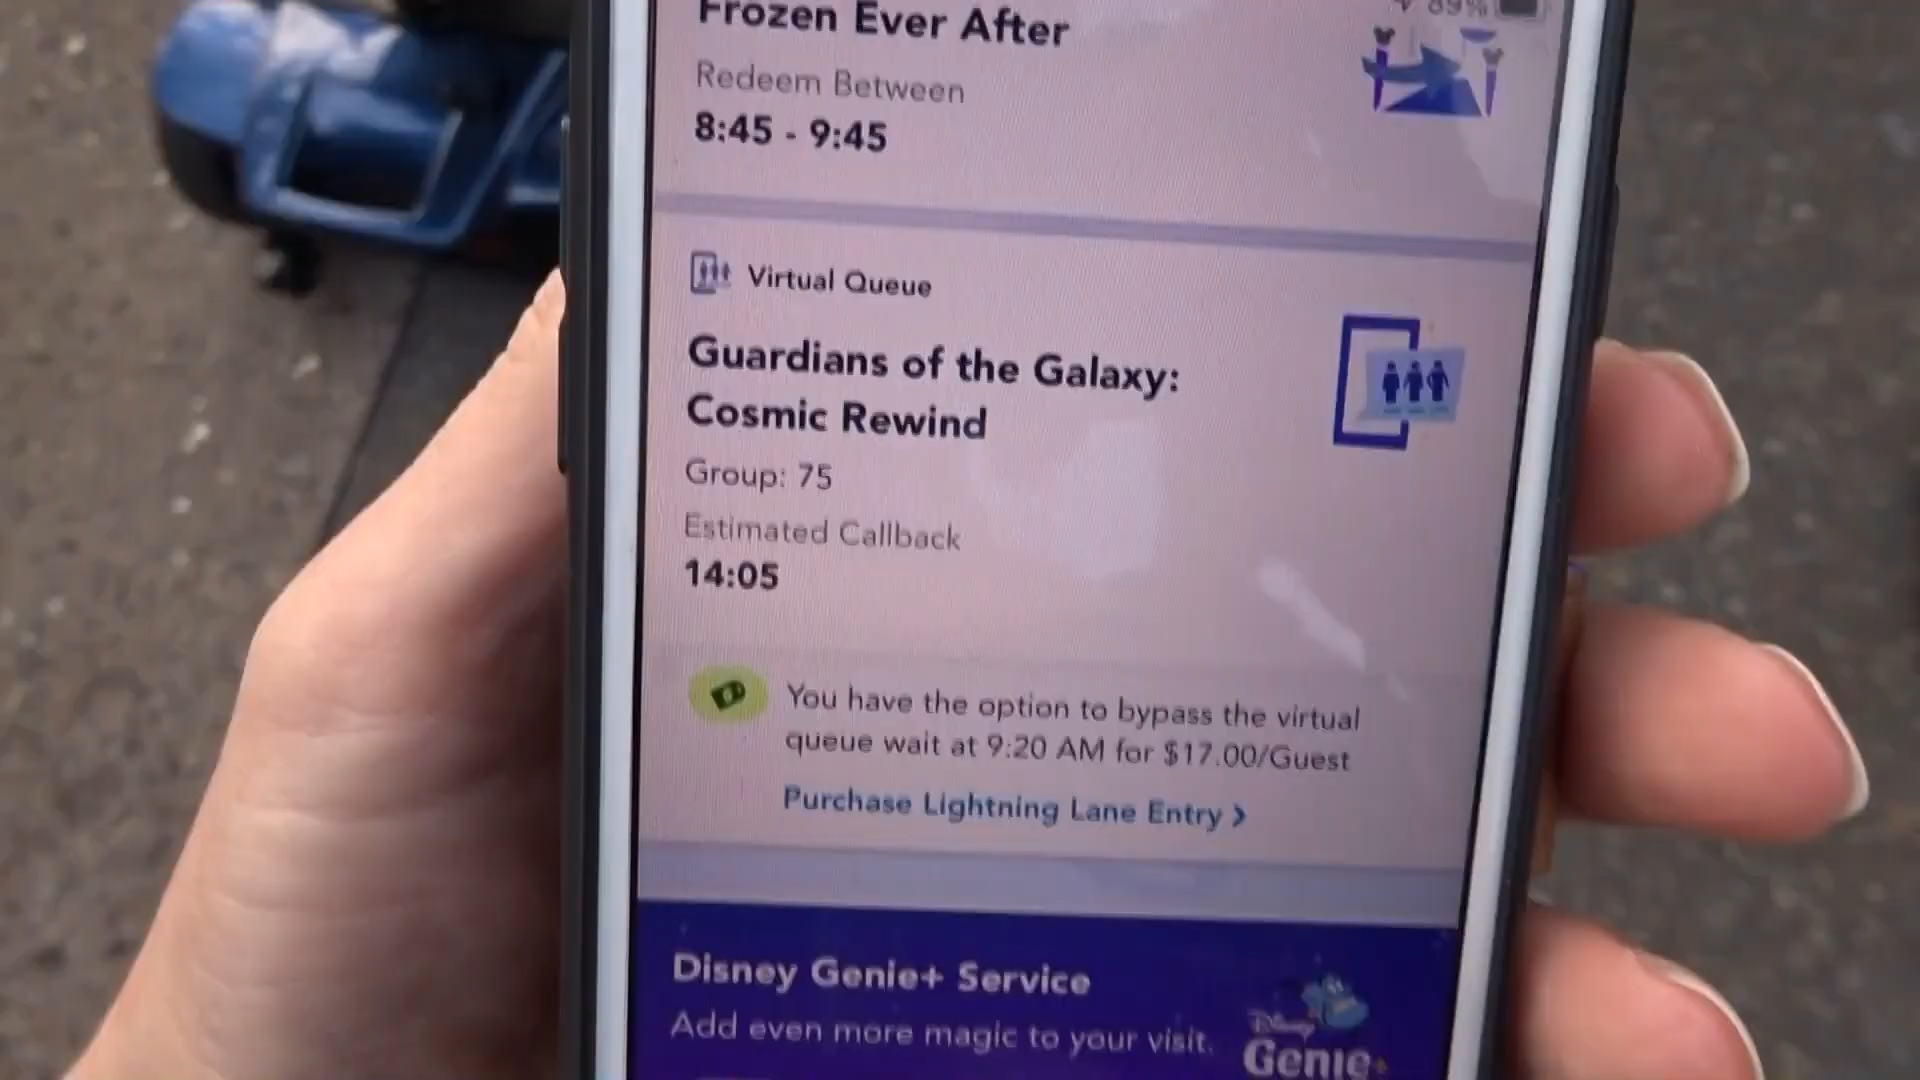 89%
Frozen Ever After
Redeem Between
8:45 - 9:45
Virtual Queue
Guardians of the Galaxy:
Cosmic Rewind
Group: 75
Estimated Callback
14:05
You have the option to bypass the virtual
queue wait at 9:20 AM for $17.00/Guest
Purchase Lightning Lane Entry >
Disney Genie+ Service
Add even more magic to your visit.
Disney
Genie+